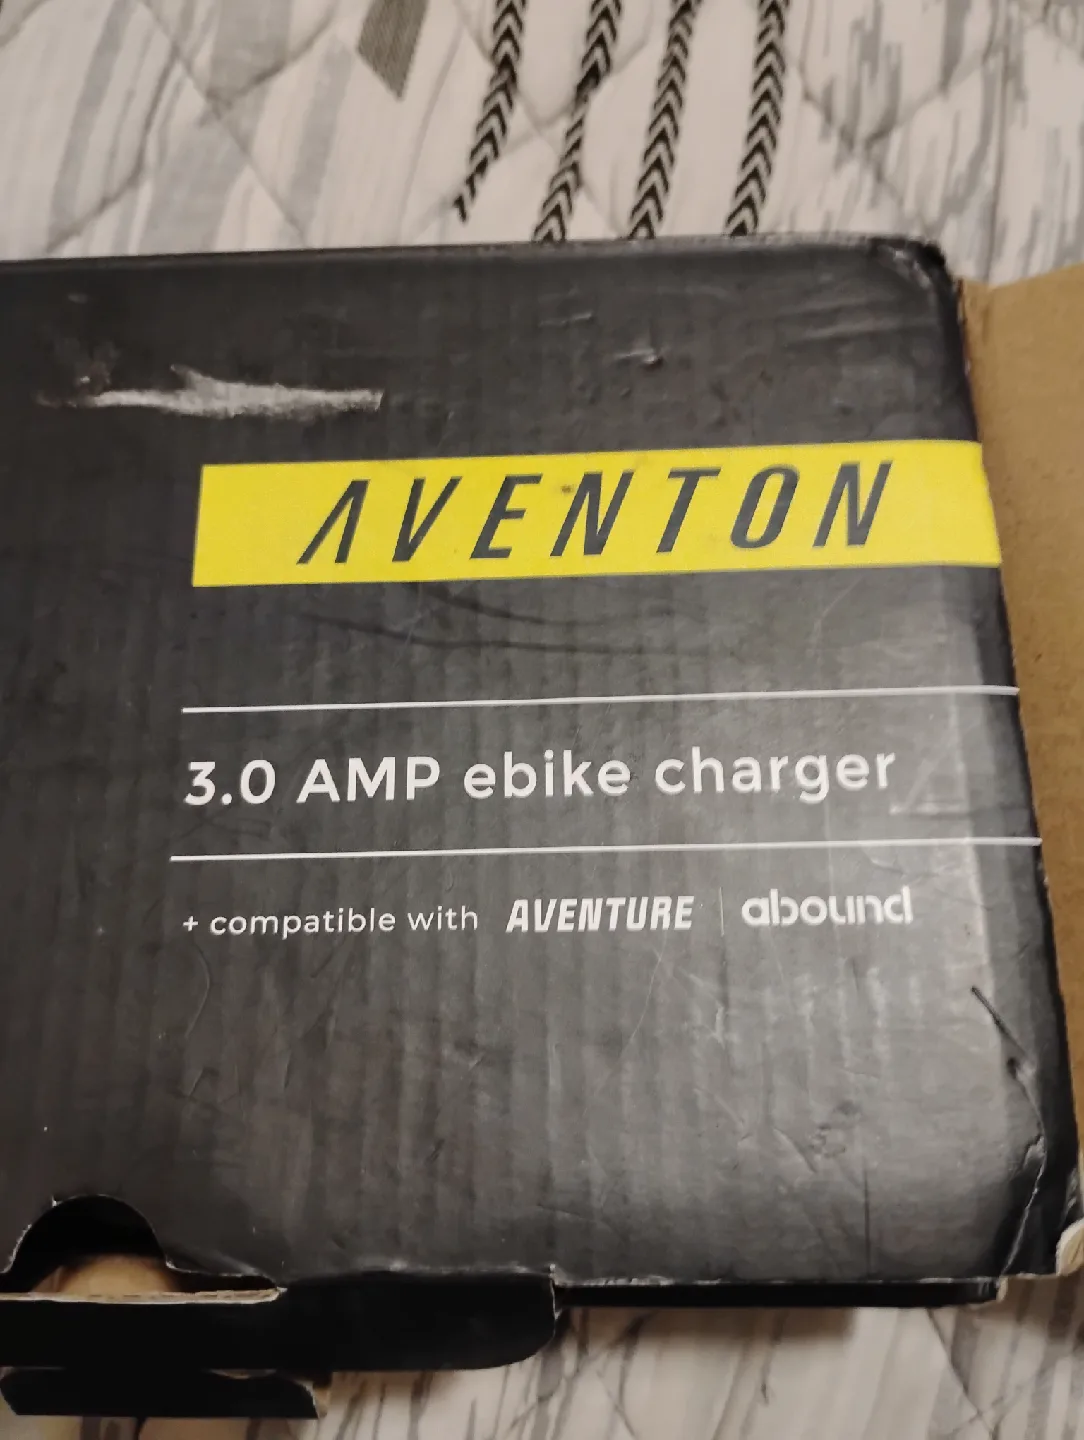 AVENTON
3.0 AMP ebike charger
+ compatible with AVENTURE | abound